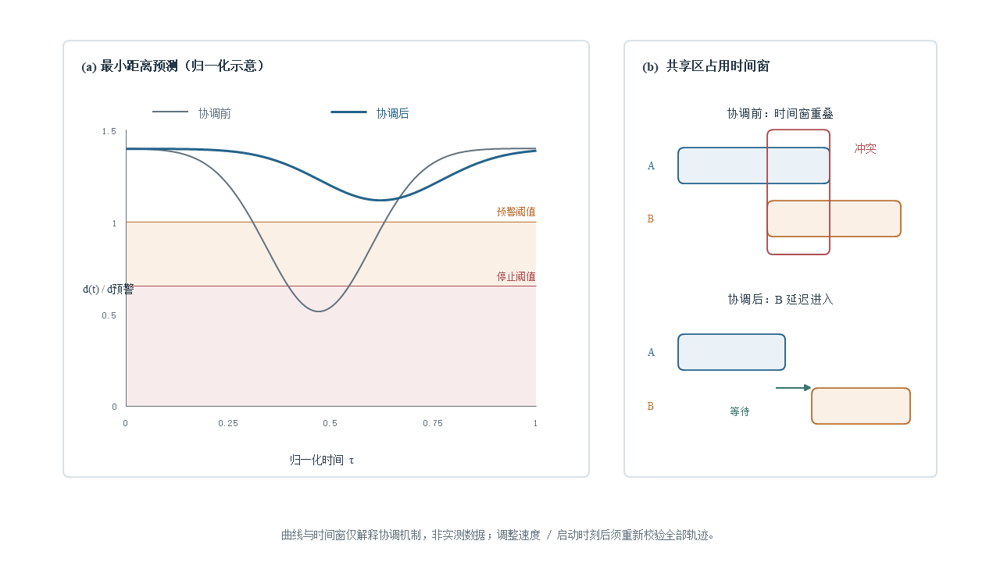 (a) 最小距离预测（归一化示意）
协调前
协调后
1.5
预警阈值
1
停止阈值
d(t) / d预警
0.5
0
0
0.25
0.5
0.75
1
归一化时间 τ
(b) 共享区占用时间窗
协调前：时间窗重叠
冲突
A
B
协调后：B 延迟进入
A
B
等待
曲线与时间窗仅解释协调机制，非实测数据；调整速度 / 启动时刻后须重新校验全部轨迹。